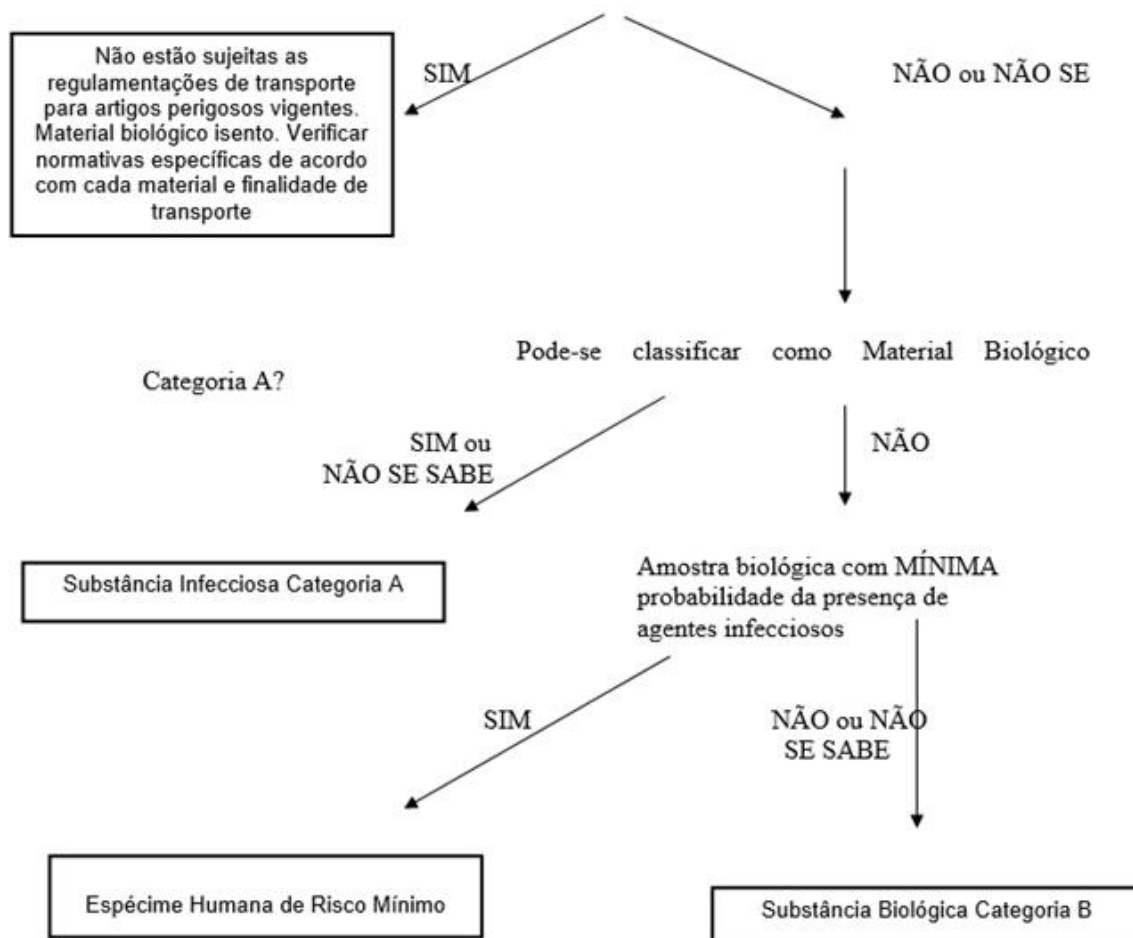 Não estão sujeitas as
regulamentações de transporte
para artigos perigosos vigentes.
Material biológico isento. Verificar
normativas específicas de acordo
com cada material e finalidade de
transporte
SIM
NÃO ou NÃO SE
Pode-se classificar como Material Biológico
Categoria A?
SIM ou
NÃO SE SABE
NÃO
Substância Infecciosa Categoria A
Amostra biológica com MÍNIMA
probabilidade da presença de
agentes infecciosos
SIM
NÃO ou NÃO
SE SABE
Espécime Humana de Risco Mínimo
Substância Biológica Categoria B